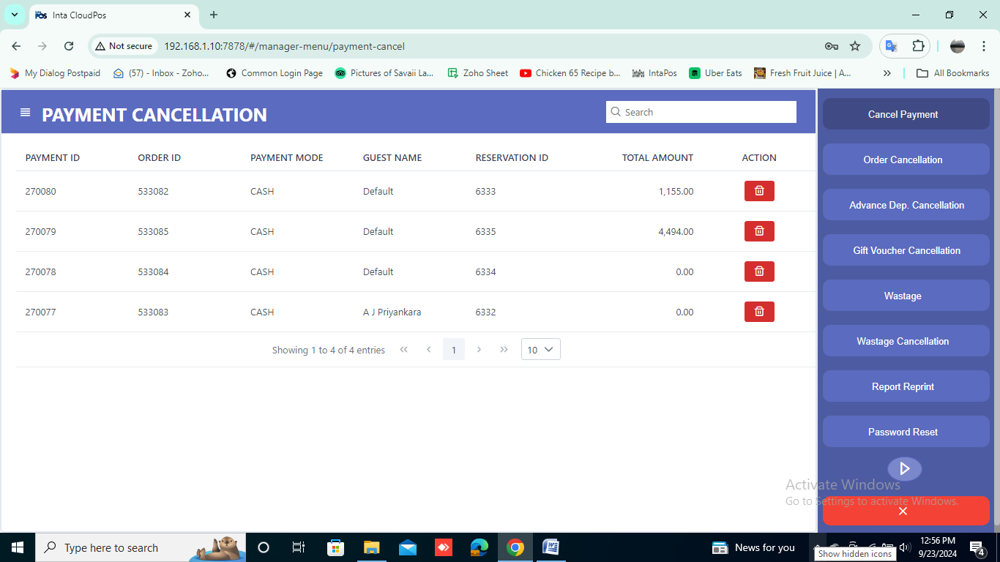 Inta CloudPos
Not secure 192.168.1.10:7878/#/manager-menu/payment-cancel
My Dialog Postpaid (57) - Inbox - Zoho... Common Login Page Pictures of Savaii La... Zoho Sheet Chicken 65 Recipe b... IntaPos Uber Eats Fresh Fruit Juice | A... All Bookmarks
PAYMENT CANCELLATION Search
PAYMENT ID ORDER ID PAYMENT MODE GUEST NAME RESERVATION ID TOTAL AMOUNT ACTION
270080 533082 CASH Default 6333 1,155.00
270079 533085 CASH Default 6335 4,494.00
270078 533084 CASH Default 6334 0.00
270077 533083 CASH A J Priyankara 6332 0.00
Showing 1 to 4 of 4 entries 1 10
Cancel Payment
Order Cancellation
Advance Dep. Cancellation
Gift Voucher Cancellation
Wastage
Wastage Cancellation
Report Reprint
Password Reset
Activate Windows
Go to Settings to activate Windows.
Type here to search
News for you
Show hidden icons
12:56 PM
9/23/2024
4